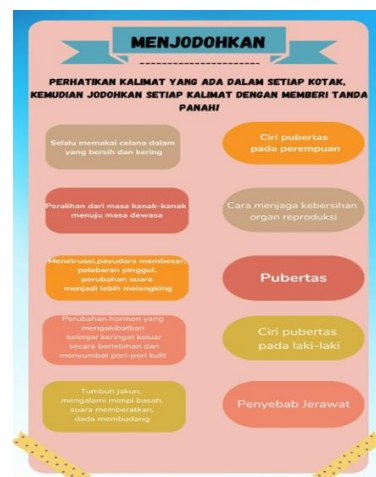 MENJODOHKAN
PERHATIKAN KALIMAT YANG ADA DALAM SETIAP KOTAK,
KEMUDIAN JODOHKAN SETIAP KALIMAT DENGAN MEMBERI TANDA
PANAH!
Selalu memakai celana dalam
yang bersih dan kering
Ciri pubertas
pada perempuan
Peralihan dari masa kanak-kanak
menuju masa dewasa
Cara menjaga kebersihan
organ reproduksi
Menstruasi,payudara membesar,
pelebaran pinggul,
perubahan suara
menjadi lebih melengking
Pubertas
Perubahan hormon yang
mengakibatkan
kelenjar keringat keluar
secara berlebihan dan
menyumbat pori-pori kulit
Ciri pubertas
pada laki-laki
Tumbuh jakun,
mengalami mimpi basah,
suara memberatkan,
dada membudang
Penyebab Jerawat